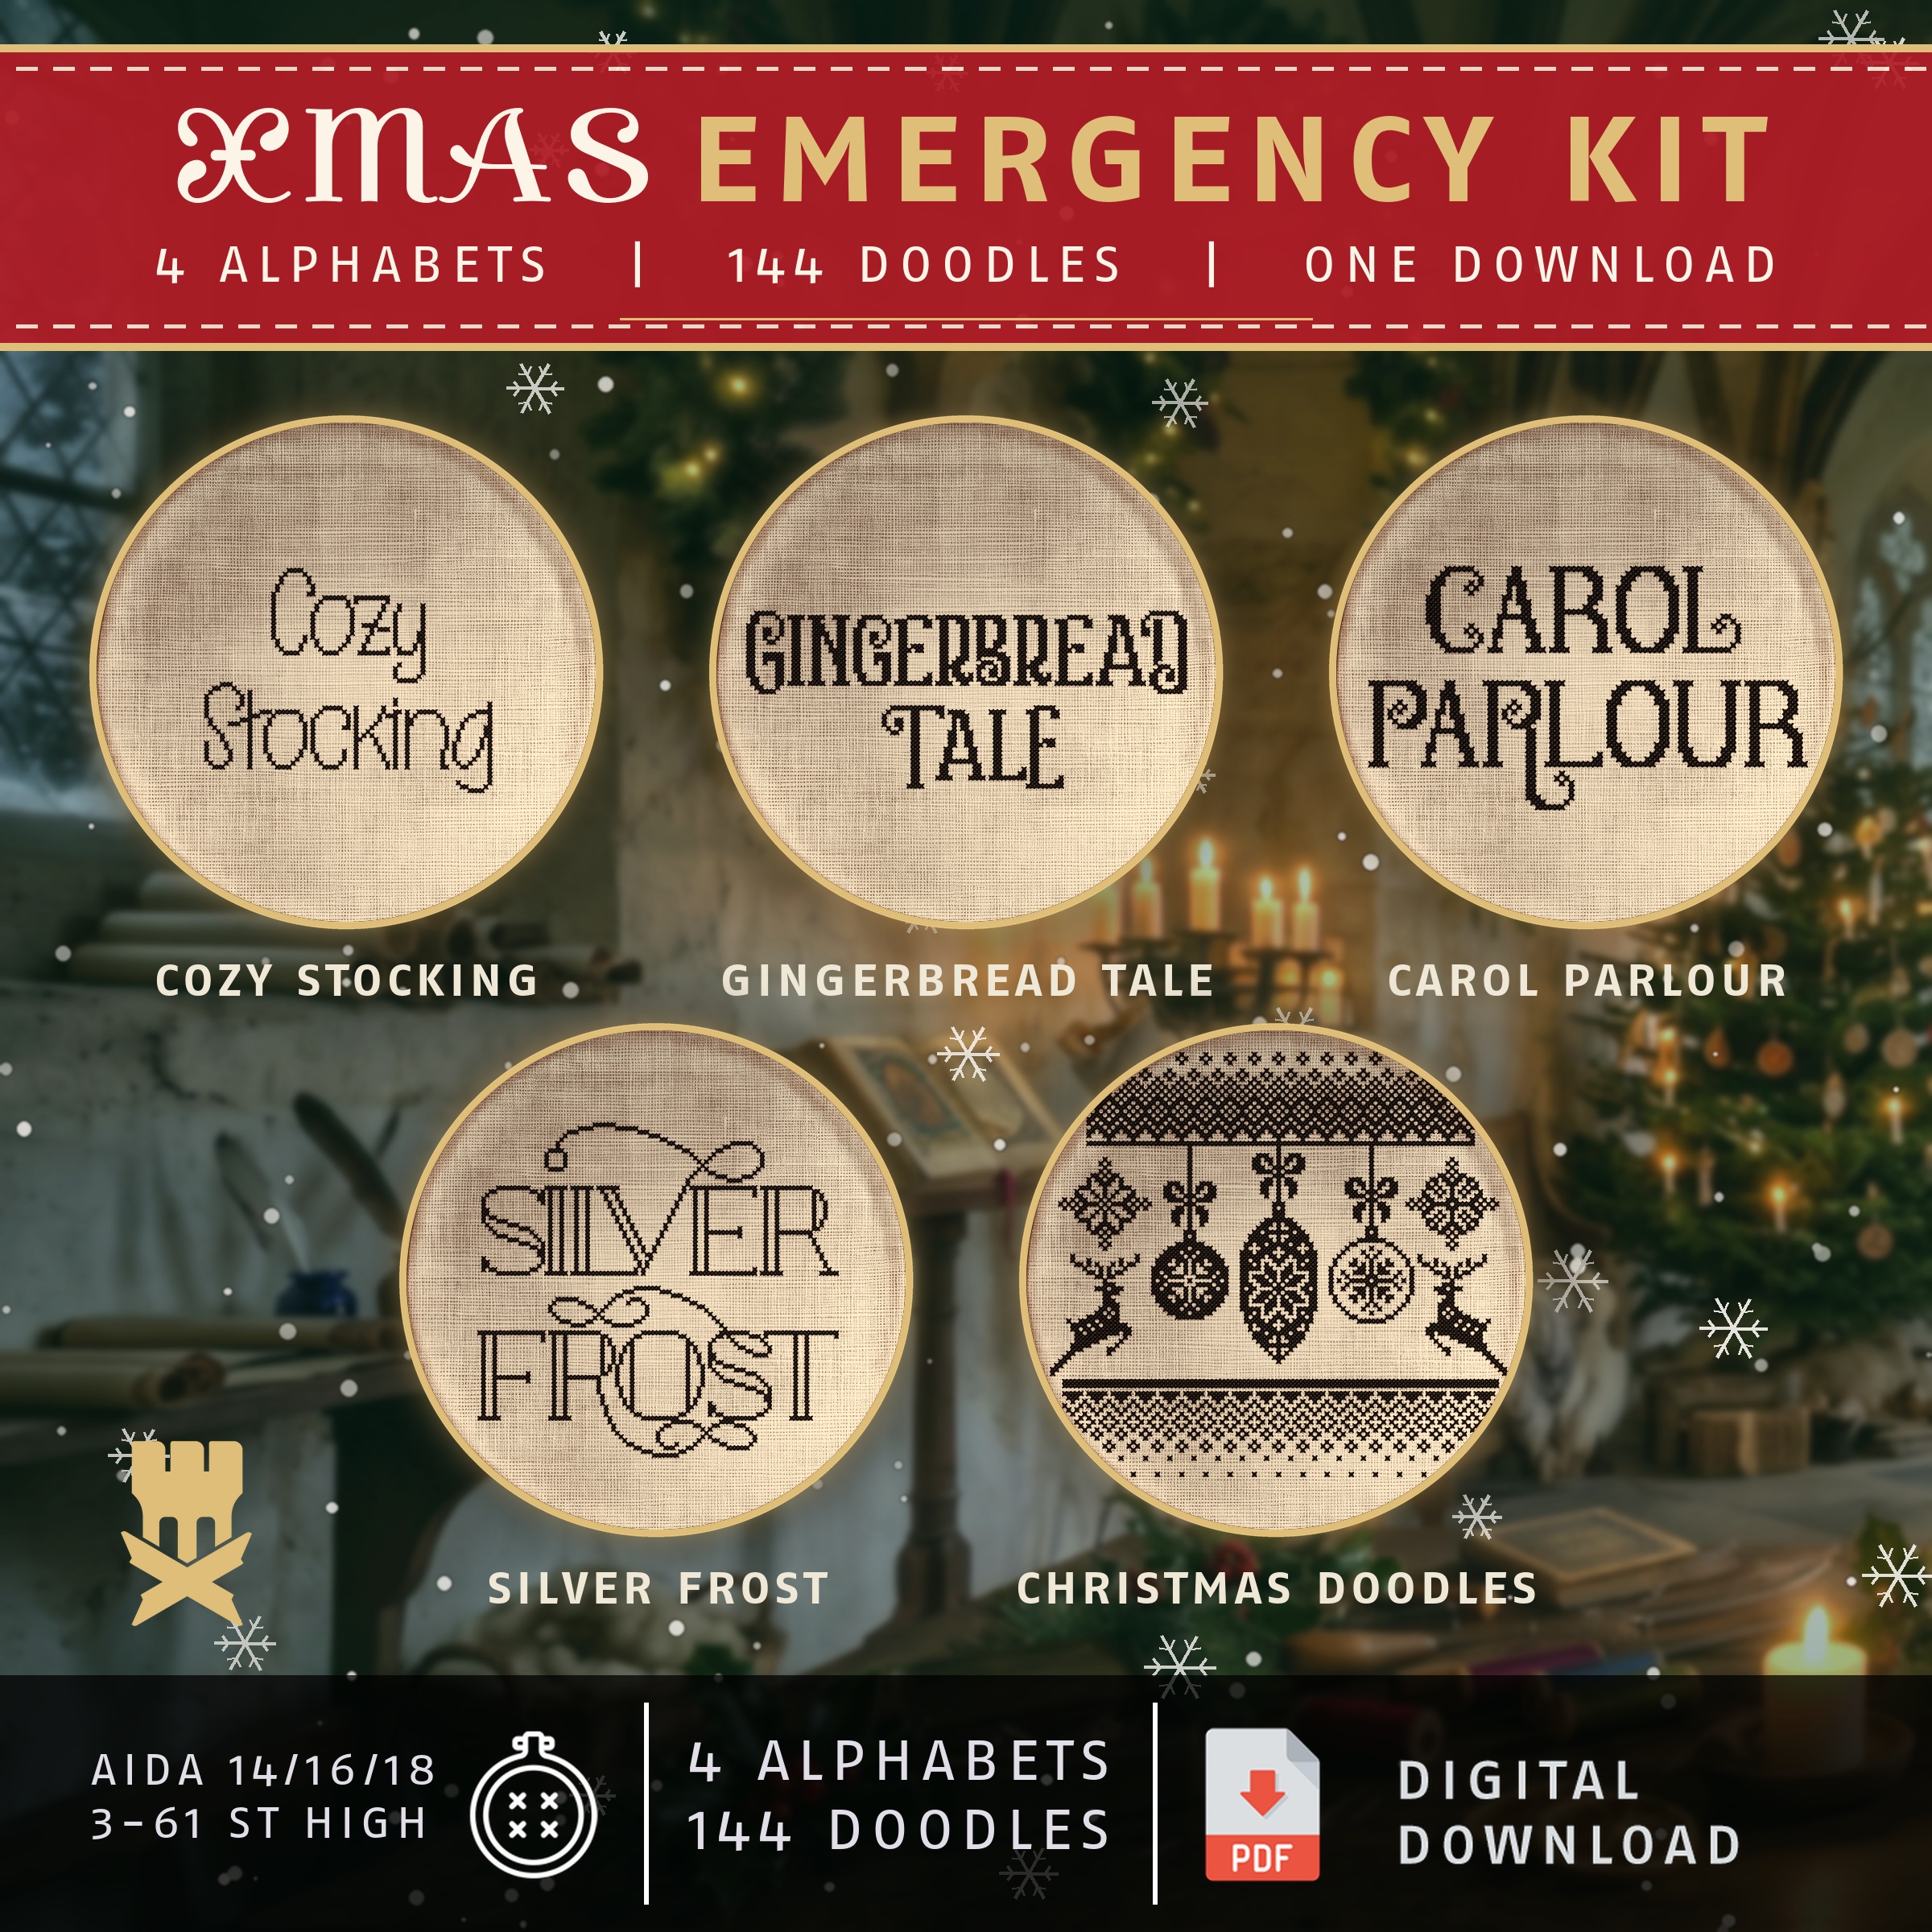 XMAS EMERGENCY KIT
4 ALPHABETS | 144 DOODLES | ONE DOWNLOAD
Cozy
Stocking
GINGERBREAD
TALE
CAROL
PARLOUR
COZY STOCKING
GINGERBREAD TALE
CAROL PARLOUR
SILVER
FROST
SILVER FROST
CHRISTMAS DOODLES
AIDA 14/16/18
3-61 ST HIGH
4 ALPHABETS
144 DOODLES
PDF
DIGITAL
DOWNLOAD